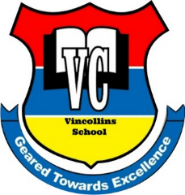 VC
Vincollins
School
Geared Towards Excellence